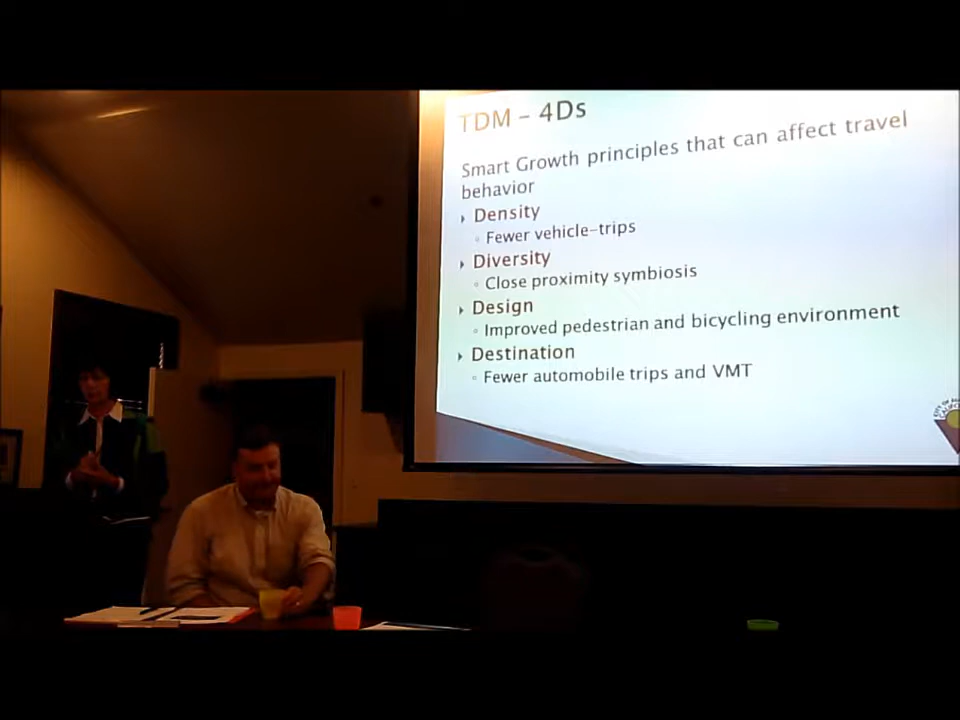 TDM – 4Ds
Smart Growth principles that can affect travel
behavior
Density
Fewer vehicle-trips
Diversity
Close proximity symbiosis
Design
Improved pedestrian and bicycling environment
Destination
Fewer automobile trips and VMT